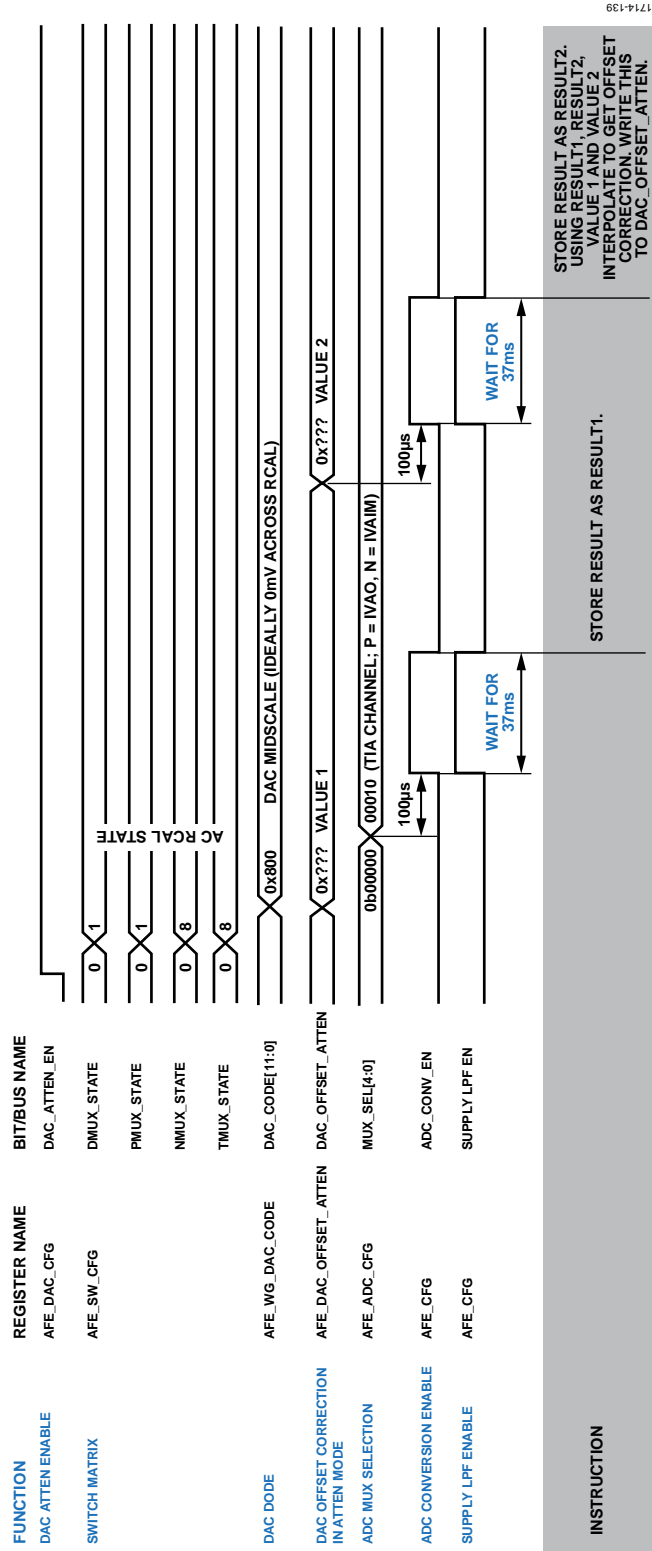 FUNCTION REGISTER NAME BIT/BUS NAME
DAC ATTEN ENABLE AFE_DAC_CFG DAC_ATTEN_EN
SWITCH MATRIX AFE_SW_CFG DMUX_STATE 0 1
PMUX_STATE 0 1
NMUX_STATE 0 8
TMUX_STATE 0 8
AC RCAL STATE
DAC DODE AFE_WG_DAC_CODE DAC_CODE[11:0] 0x800 DAC MIDSCALE (IDEALLY 0mV ACROSS RCAL)
DAC OFFSET CORRECTION
IN ATTEN MODE AFE_DAC_OFFSET_ATTEN DAC_OFFSET_ATTEN 0x??? VALUE 1 0x??? VALUE 2
ADC MUX SELECTION AFE_ADC_CFG MUX_SEL[4:0] 0b00000 00010 (TIA CHANNEL; P = IVAO, N = IVAIM)
100µs 100µs
ADC CONVERSION ENABLE AFE_CFG ADC_CONV_EN
SUPPLY LPF ENABLE AFE_CFG SUPPLY LPF EN
WAIT FOR
37ms
WAIT FOR
37ms
INSTRUCTION
STORE RESULT AS RESULT1.
STORE RESULT AS RESULT2.
USING RESULT1, RESULT2,
VALUE 1 AND VALUE 2
INTERPOLATE TO GET OFFSET
CORRECTION. WRITE THIS
TO DAC_OFFSET_ATTEN.
1714-139